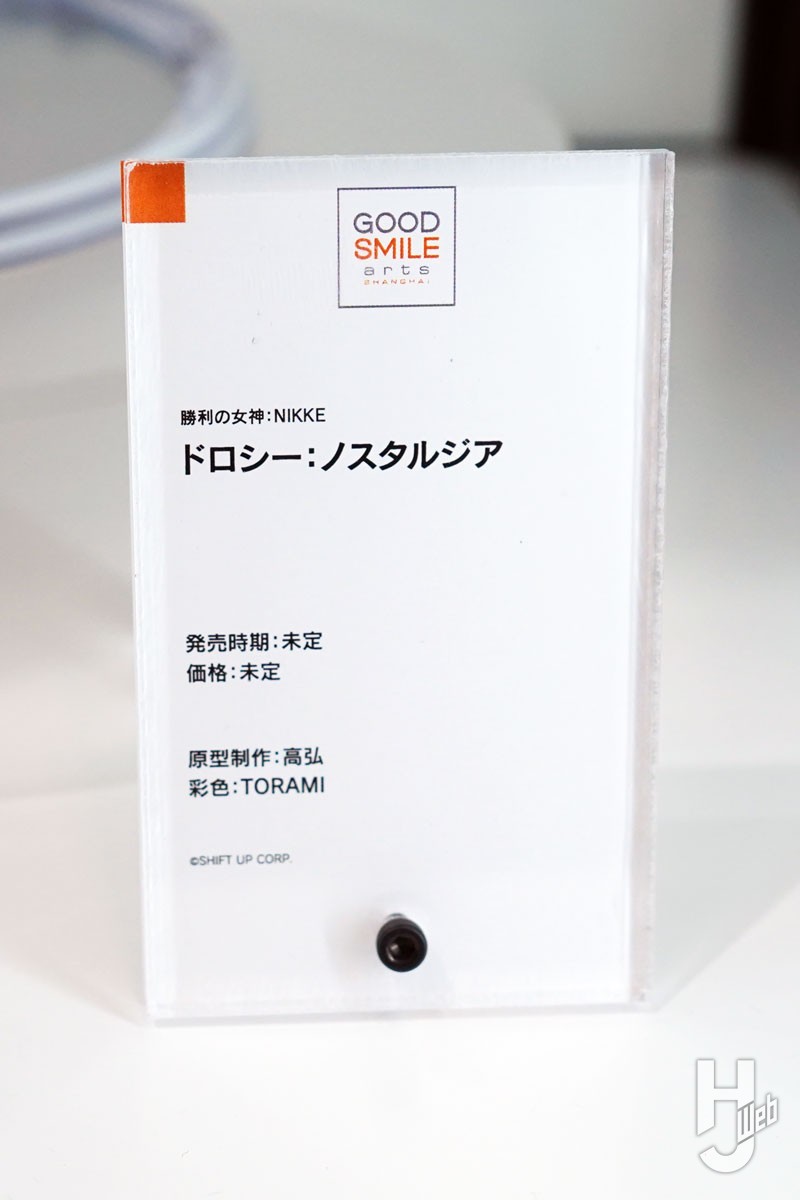 GOOD
SMILE
arts
SHANGHAI
勝利の女神:NIKKE
ドロシー:ノスタルジア
発売時期:未定
価格:未定
原型制作:高弘
彩色:TORAMI
©SHIFT UP CORP.
HJ Web